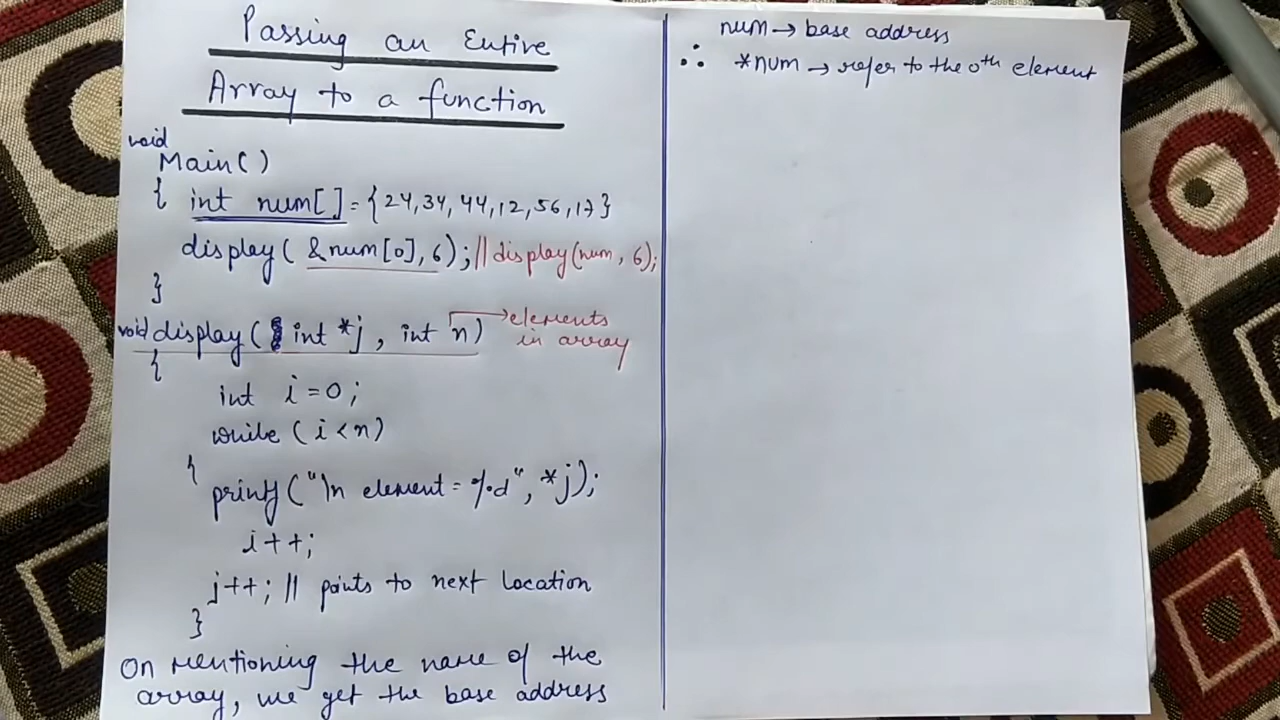 Passing an Entire
Array to a function
void
Main()
{ int num[] = {24,34,44,12,56,17}
display( &num[0],6); // display(num, 6);
}
void display( int *j, int n) → elements
in array
{
int i=0;
while (i<n)
{ printf("\n element = %d", *j);
i++;
j++; // points to next location
}
On mentioning the name of the
array, we get the base address
num → base address
∴ *num → refer to the 0th element